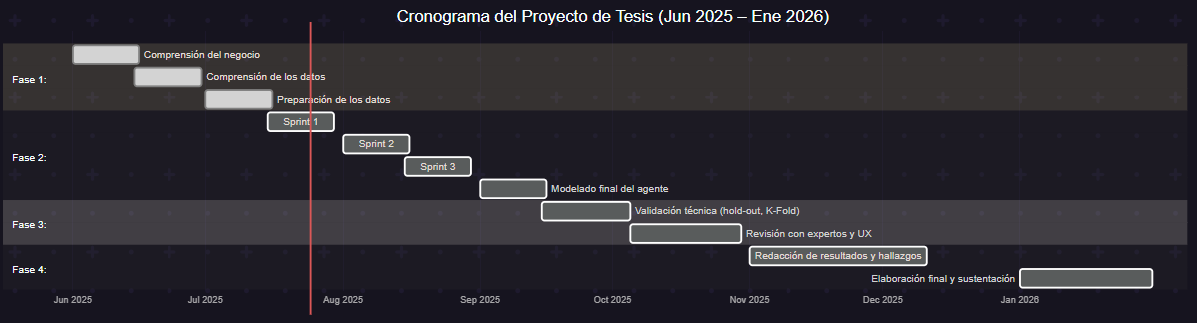 Cronograma del Proyecto de Tesis (Jun 2025 – Ene 2026)
Fase 1:
Comprensión del negocio
Comprensión de los datos
Preparación de los datos
Fase 2:
Sprint 1
Sprint 2
Sprint 3
Modelado final del agente
Fase 3:
Validación técnica (hold-out, K-Fold)
Revisión con expertos y UX
Fase 4:
Redacción de resultados y hallazgos
Elaboración final y sustentación
Jun 2025 Jul 2025 Aug 2025 Sep 2025 Oct 2025 Nov 2025 Dec 2025 Jan 2026